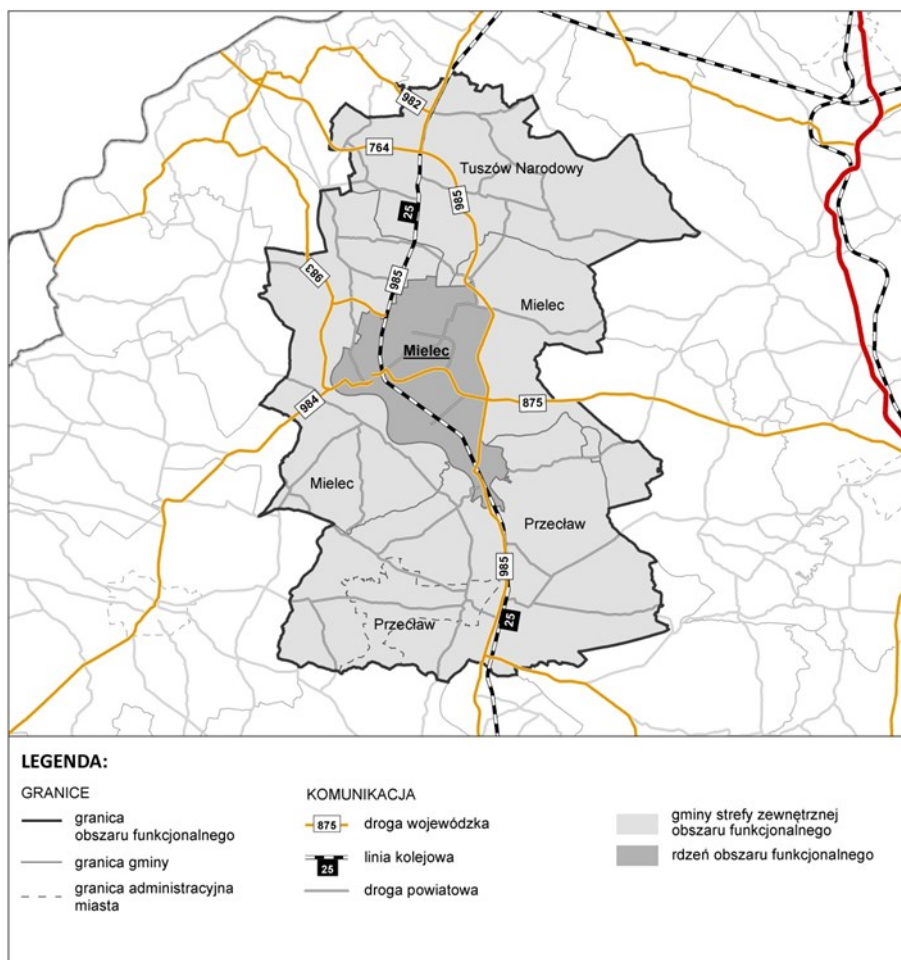 982
764
Tuszów Narodowy
985
25
983
985
Mielec
Mielec
875
984
Mielec
Przecław
985
Przecław
25
LEGENDA:
GRANICE
granica
obszaru funkcjonalnego
granica gminy
granica administracyjna
miasta
KOMUNIKACJA
875
droga wojewódzka
linia kolejowa
25
droga powiatowa
gminy strefy zewnętrznej
obszaru funkcjonalnego
rdzeń obszaru funkcjonalnego